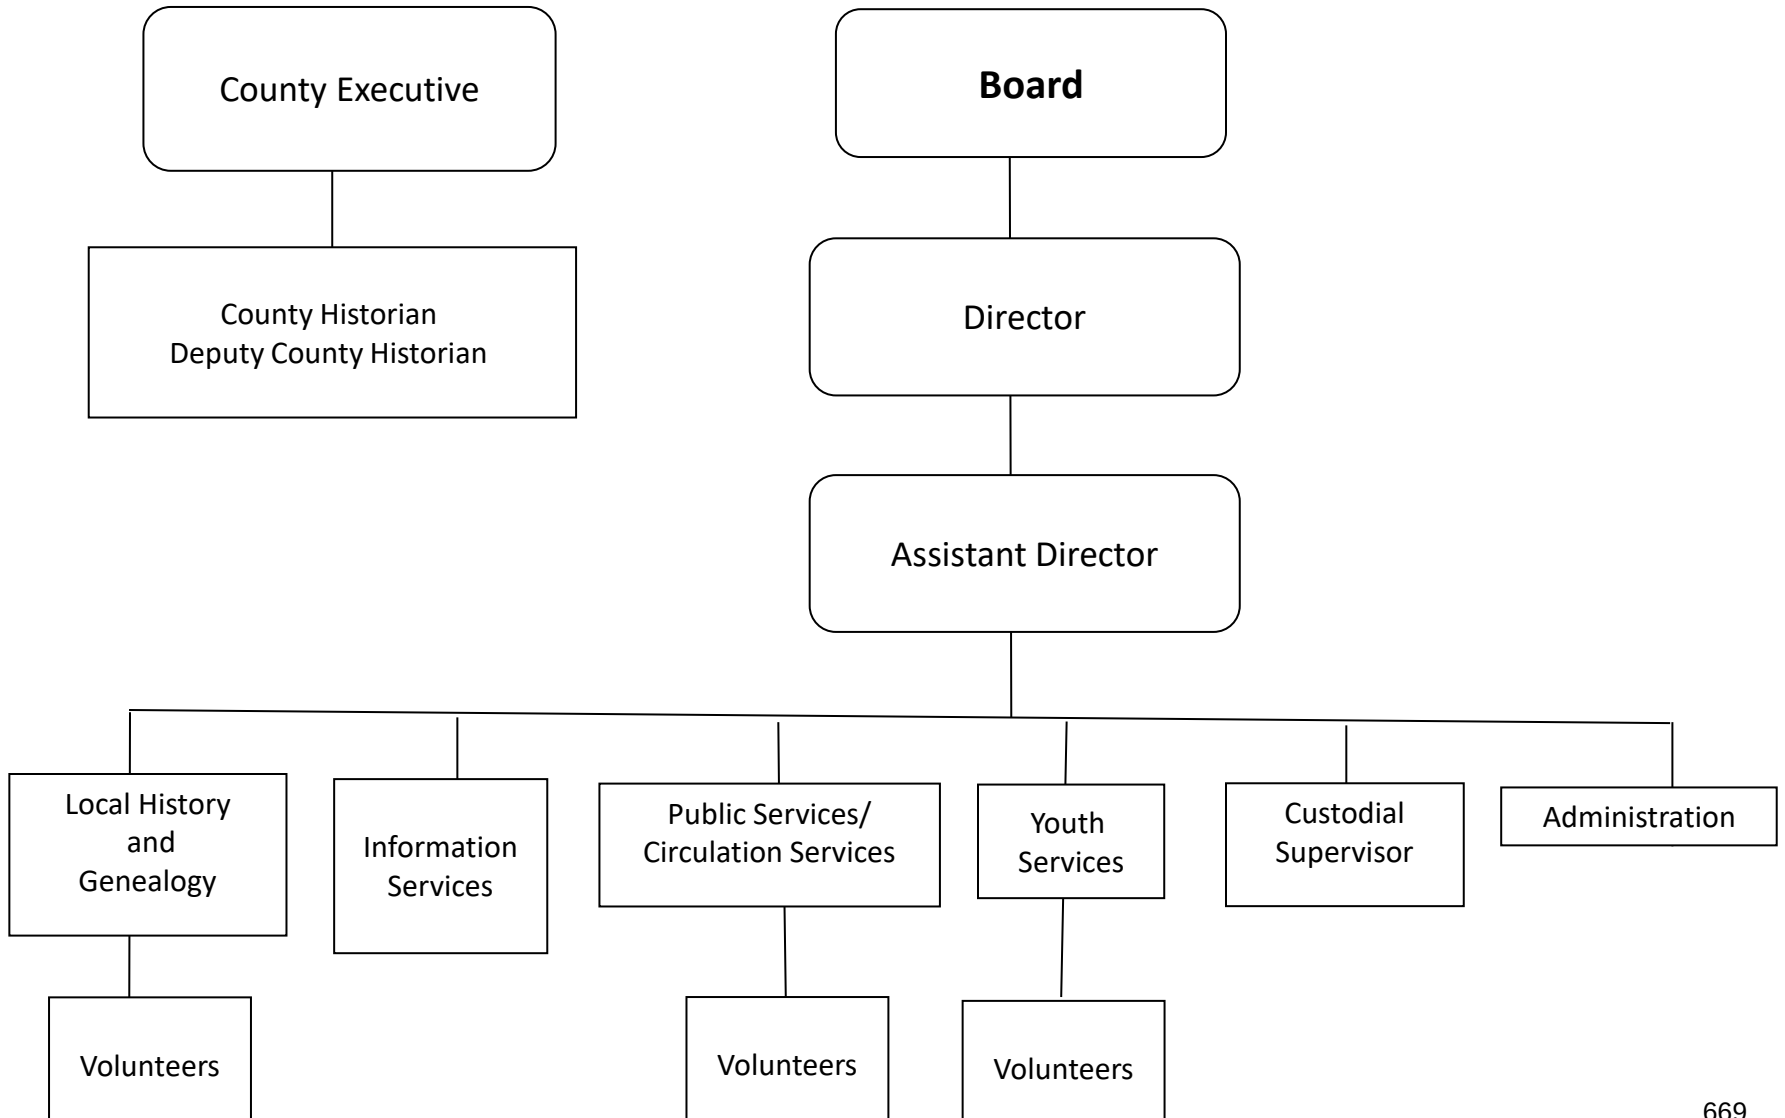 County Executive
Board
County Historian
Deputy County Historian
Director
Assistant Director
Local History
and
Genealogy
Information
Services
Public Services/
Circulation Services
Youth
Services
Custodial
Supervisor
Administration
Volunteers
Volunteers
Volunteers
669